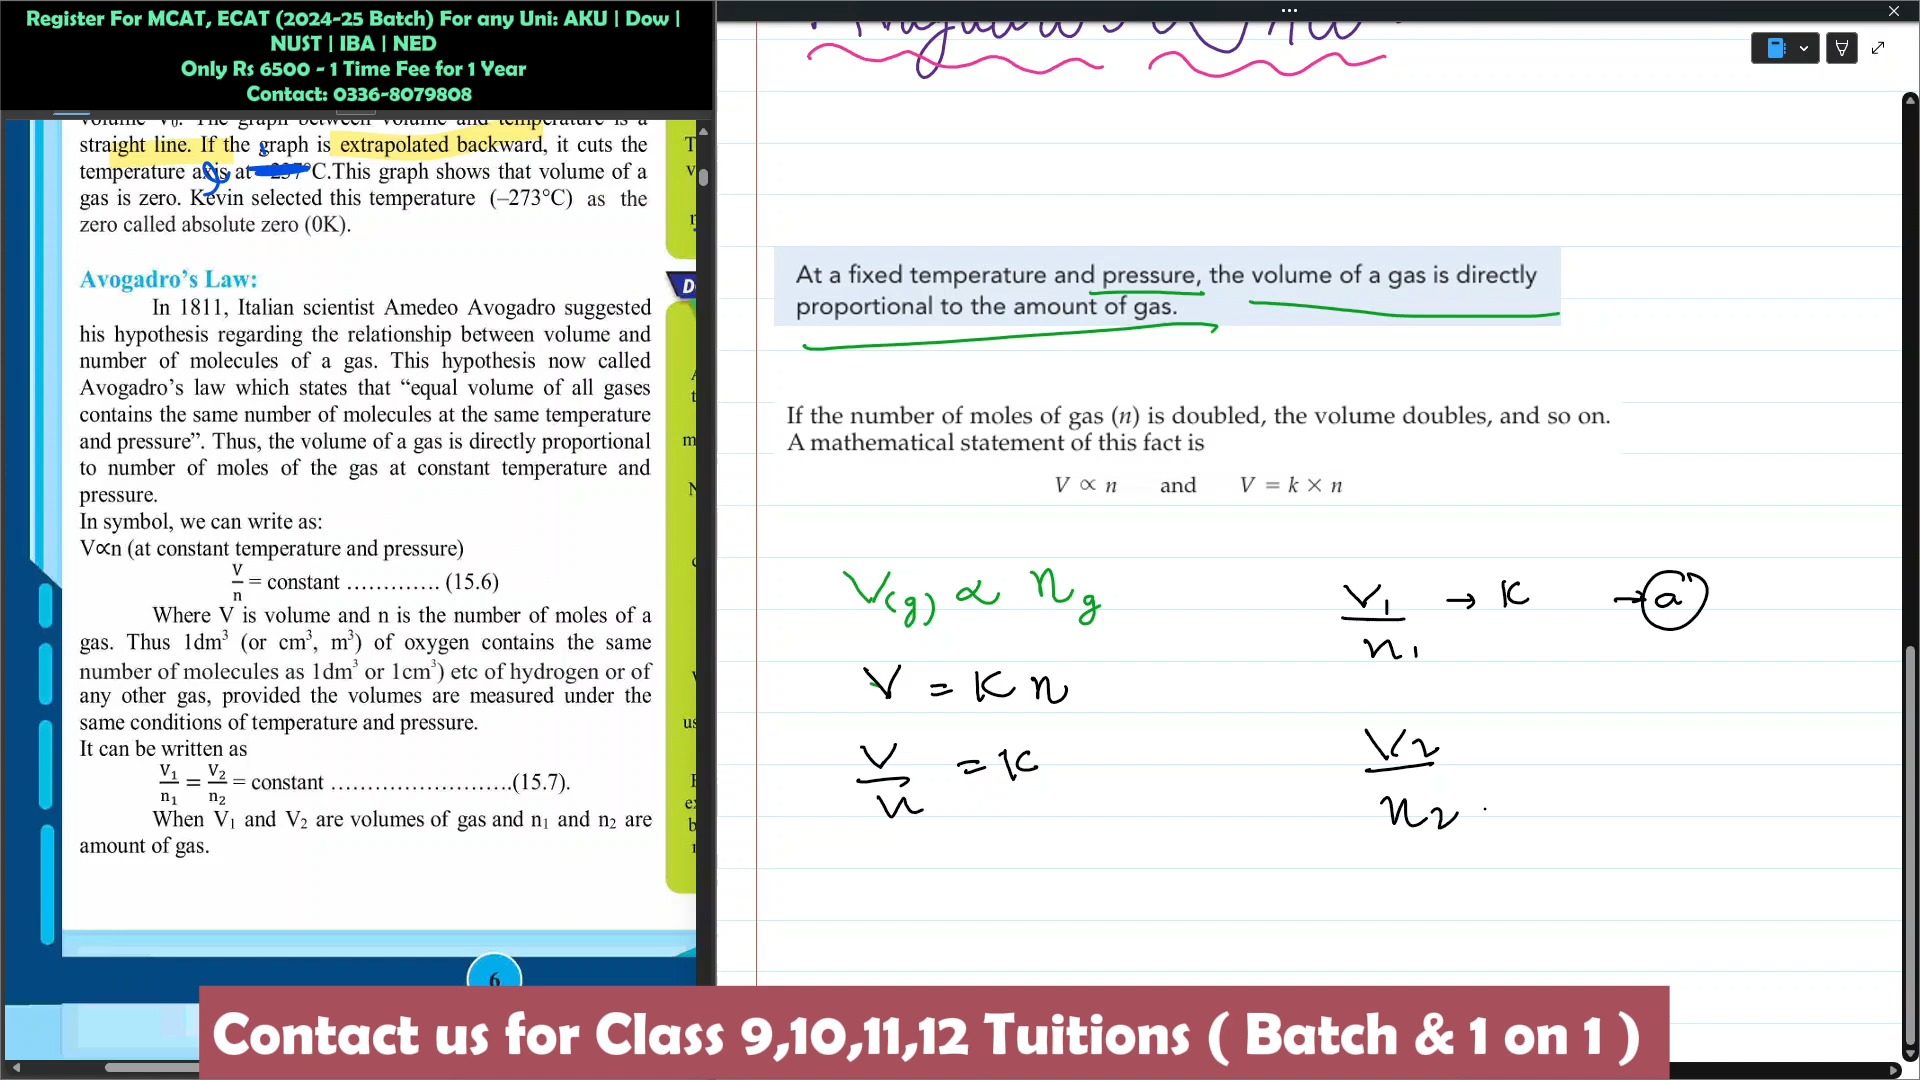 Register For MCAT, ECAT (2024-25 Batch) For any Uni: AKU | Dow |
NUST | IBA | NED
Only Rs 6500 - 1 Time Fee for 1 Year
Contact: 0336-8079808
volume V₀. The graph between volume and temperature is a
straight line. If the graph is extrapolated backward, it cuts the
temperature axis at °C.This graph shows that volume of a
gas is zero. Kevin selected this temperature (–273°C) as the
zero called absolute zero (0K).
Avogadro’s Law:
In 1811, Italian scientist Amedeo Avogadro suggested
his hypothesis regarding the relationship between volume and
number of molecules of a gas. This hypothesis now called
Avogadro’s law which states that “equal volume of all gases
contains the same number of molecules at the same temperature
and pressure”. Thus, the volume of a gas is directly proportional
to number of moles of the gas at constant temperature and
pressure.
In symbol, we can write as:
V∝n (at constant temperature and pressure)
V/n = constant …………. (15.6)
Where V is volume and n is the number of moles of a
gas. Thus 1dm³ (or cm³, m³) of oxygen contains the same
number of molecules as 1dm³ or 1cm³) etc of hydrogen or of
any other gas, provided the volumes are measured under the
same conditions of temperature and pressure.
It can be written as
V₁/n₁ = V₂/n₂ = constant …………………….(15.7).
When V₁ and V₂ are volumes of gas and n₁ and n₂ are
amount of gas.
6
At a fixed temperature and pressure, the volume of a gas is directly
proportional to the amount of gas.
If the number of moles of gas (n) is doubled, the volume doubles, and so on.
A mathematical statement of this fact is
V ∝ n and V = k × n
V(g) ∝ n g
V = K n
V/n = K
V₁/n₁ → K → a
V₂/n₂
Contact us for Class 9,10,11,12 Tuitions ( Batch & 1 on 1 )